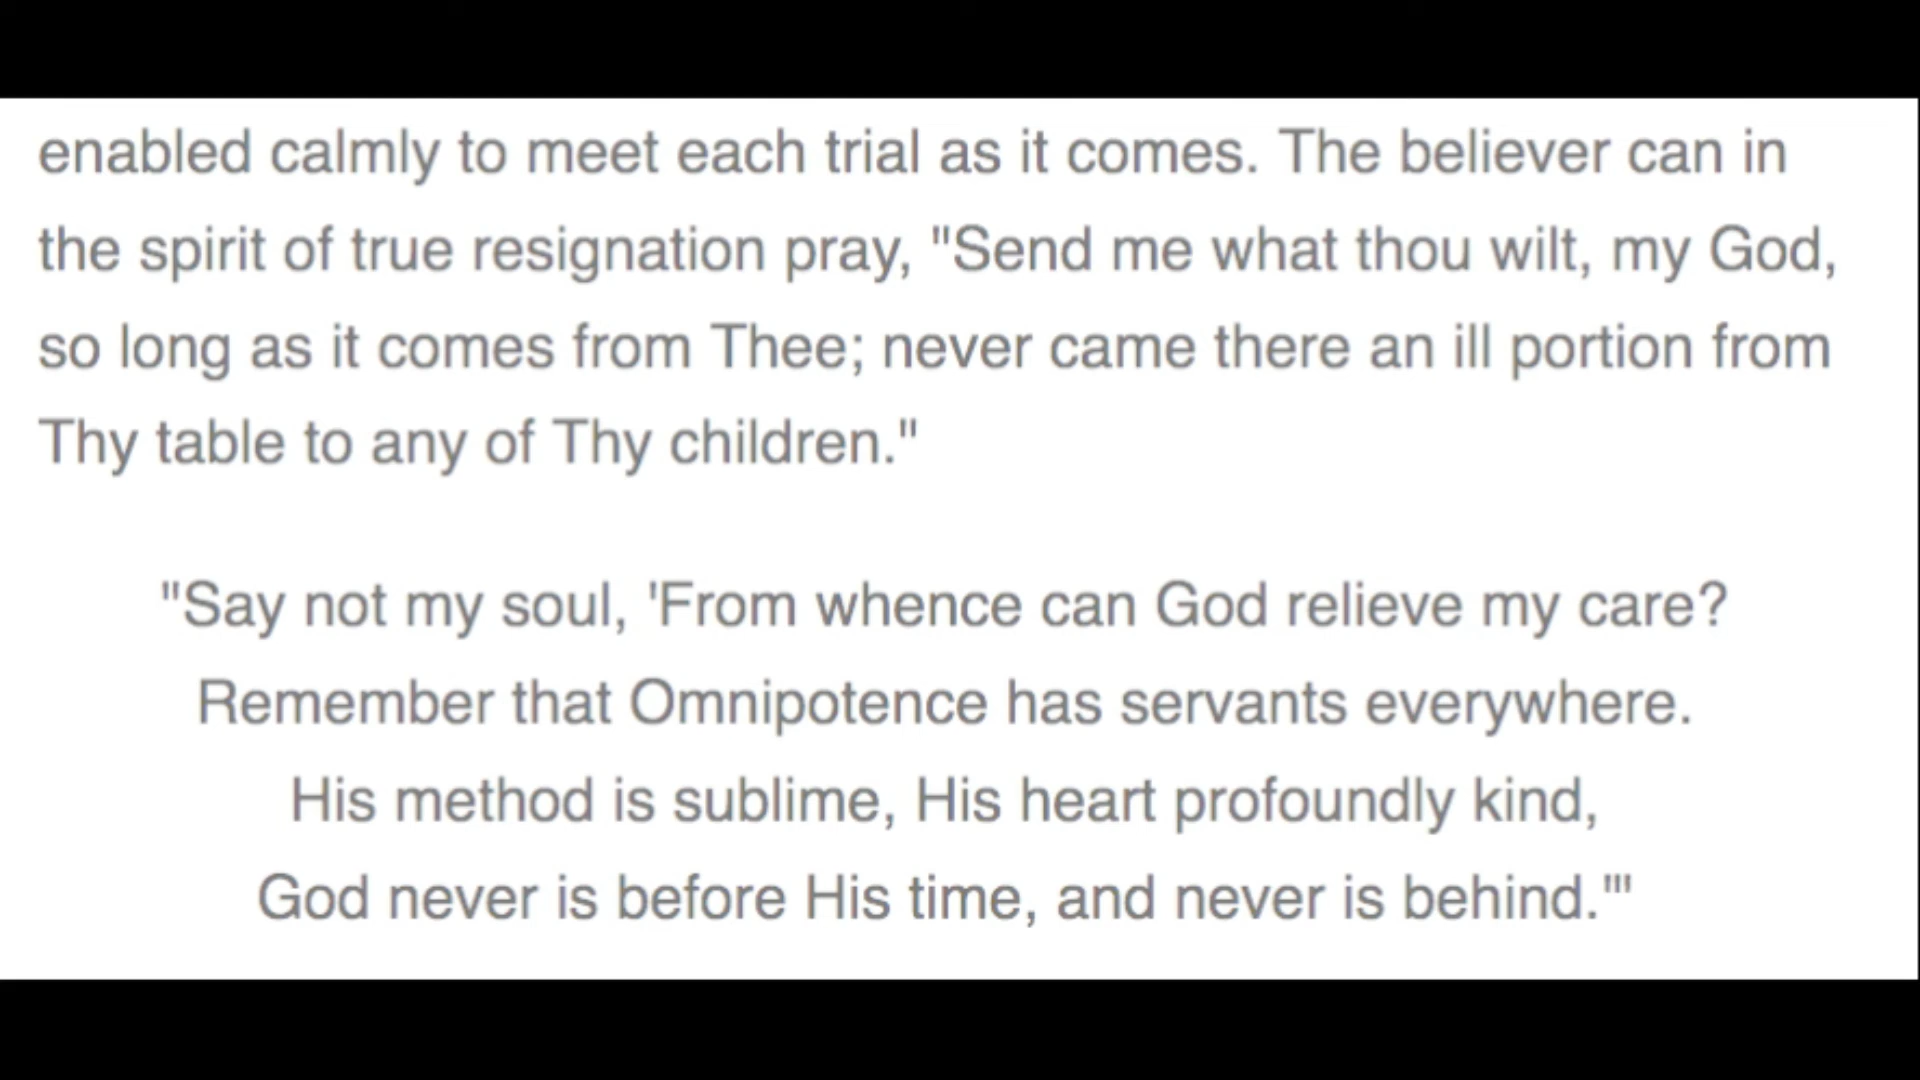 enabled calmly to meet each trial as it comes. The believer can in
the spirit of true resignation pray, "Send me what thou wilt, my God,
so long as it comes from Thee; never came there an ill portion from
Thy table to any of Thy children."
"Say not my soul, 'From whence can God relieve my care?
Remember that Omnipotence has servants everywhere.
His method is sublime, His heart profoundly kind,
God never is before His time, and never is behind.'"